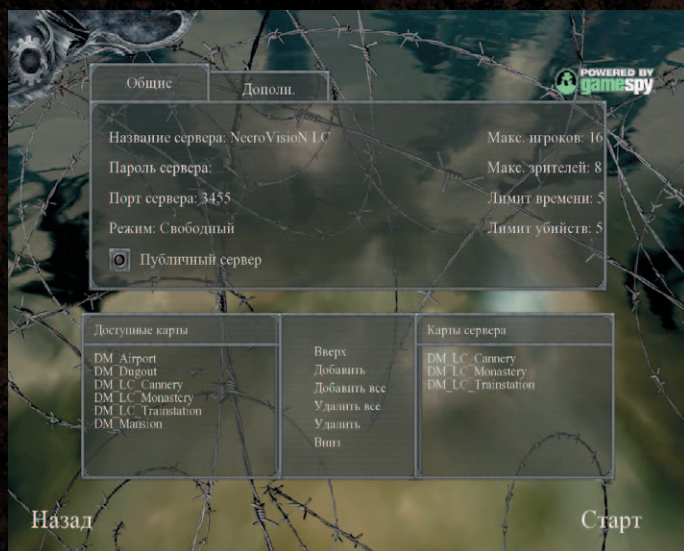 Общие
Дополн.
POWERED BY
gamespy
Название сервера: NecroVisioN LC
Макс. игроков: 16
Пароль сервера:
Макс. зрителей: 8
Порт сервера: 3455
Лимит времени: 5
Режим: Свободный
Лимит убийств: 5
Публичный сервер
Доступные карты
DM_Airport
DM_Dugout
DM_LC_Cannery
DM_LC_Monastery
DM_LC_Trainstation
DM_Mansion
Вверх
Добавить
Добавить все
Удалить все
Удалить
Вниз
Карты сервера
DM_LC_Cannery
DM_LC_Monastery
DM_LC_Trainstation
Назад
Старт